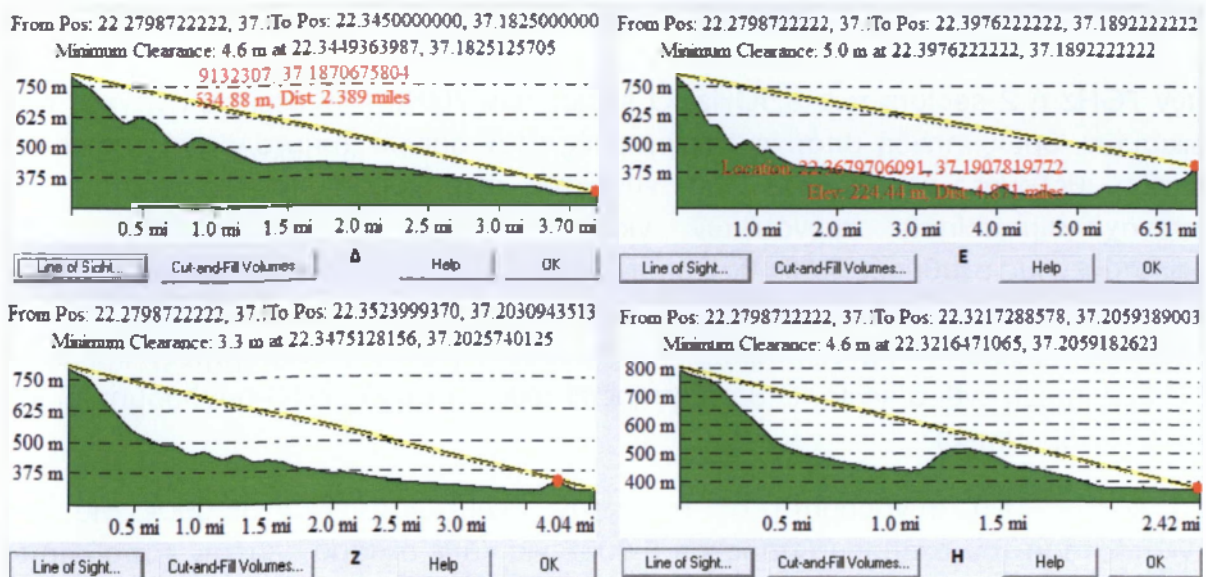 From Pos: 22.2798722222, 37.:To Pos: 22.3450000000, 37.1825000000
Minimum Clearance: 4.6 m at 22.3449363987, 37.1825125705
9132307, 37.1870675804
534.88 m, Dist: 2.389 miles
750 m
625 m
500 m
375 m
0.5 mi 1.0 mi 1.5 mi 2.0 mi 2.5 mi 3.0 mi 3.70 mi
Line of Sight... Cut-and-Fill Volumes Δ Help OK
From Pos: 22.2798722222, 37.:To Pos: 22.3976222222, 37.1892222222
Minimum Clearance: 5.0 m at 22.3976222222, 37.1892222222
750 m
625 m
500 m
375 m
Location: 22.3679706091, 37.1907819772
Elev: 224.44 m, Dist: 4.871 miles
1.0 mi 2.0 mi 3.0 mi 4.0 mi 5.0 mi 6.51 mi
Line of Sight... Cut-and-Fill Volumes... E Help OK
From Pos: 22.2798722222, 37.:To Pos: 22.3523999370, 37.2030943513
Minimum Clearance: 3.3 m at 22.3475128156, 37.2025740125
750 m
625 m
500 m
375 m
0.5 mi 1.0 mi 1.5 mi 2.0 mi 2.5 mi 3.0 mi 4.04 mi
Line of Sight... Cut-and-Fill Volumes... Z Help OK
From Pos: 22.2798722222, 37.:To Pos: 22.3217288578, 37.2059389003
Minimum Clearance: 4.6 m at 22.3216471065, 37.2059182623
800 m
700 m
600 m
500 m
400 m
0.5 mi 1.0 mi 1.5 mi 2.42 mi
Line of Sight... Cut-and-Fill Volumes... H Help OK